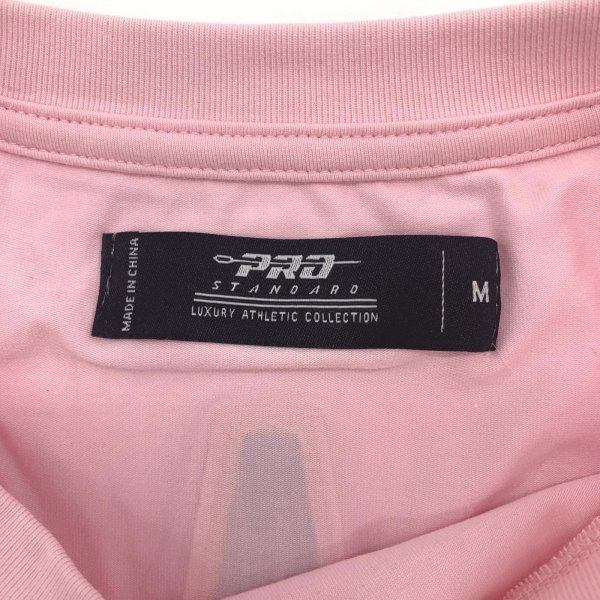 MADE IN CHINA
PRO
STANDARD
LUXURY ATHLETIC COLLECTION
M